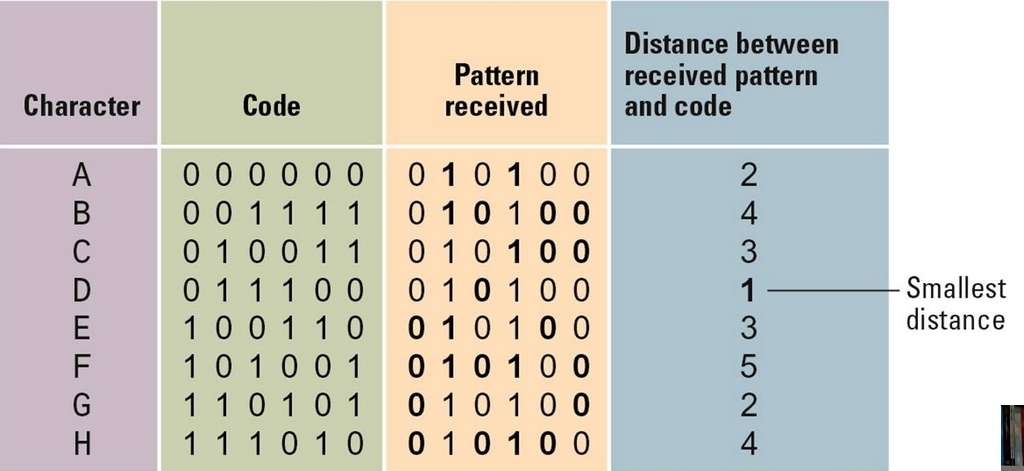 Character Code Pattern received Distance between received pattern and code
A 0 0 0 0 0 0 0 1 0 1 0 0 2
B 0 0 1 1 1 1 0 1 0 1 0 0 4
C 0 1 0 0 1 1 0 1 0 1 0 0 3
D 0 1 1 1 0 0 0 1 0 1 0 0 1 Smallest distance
E 1 0 0 1 1 0 0 1 0 1 0 0 3
F 1 0 1 0 0 1 0 1 0 1 0 0 5
G 1 1 0 1 0 1 0 1 0 1 0 0 2
H 1 1 1 0 1 0 0 1 0 1 0 0 4